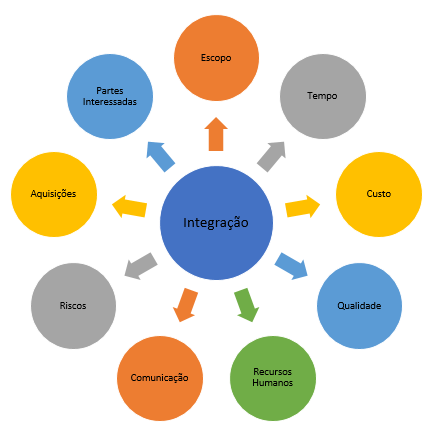 Escopo
Tempo
Custo
Qualidade
Recursos
Humanos
Comunicação
Riscos
Aquisições
Partes
Interessadas
Integração